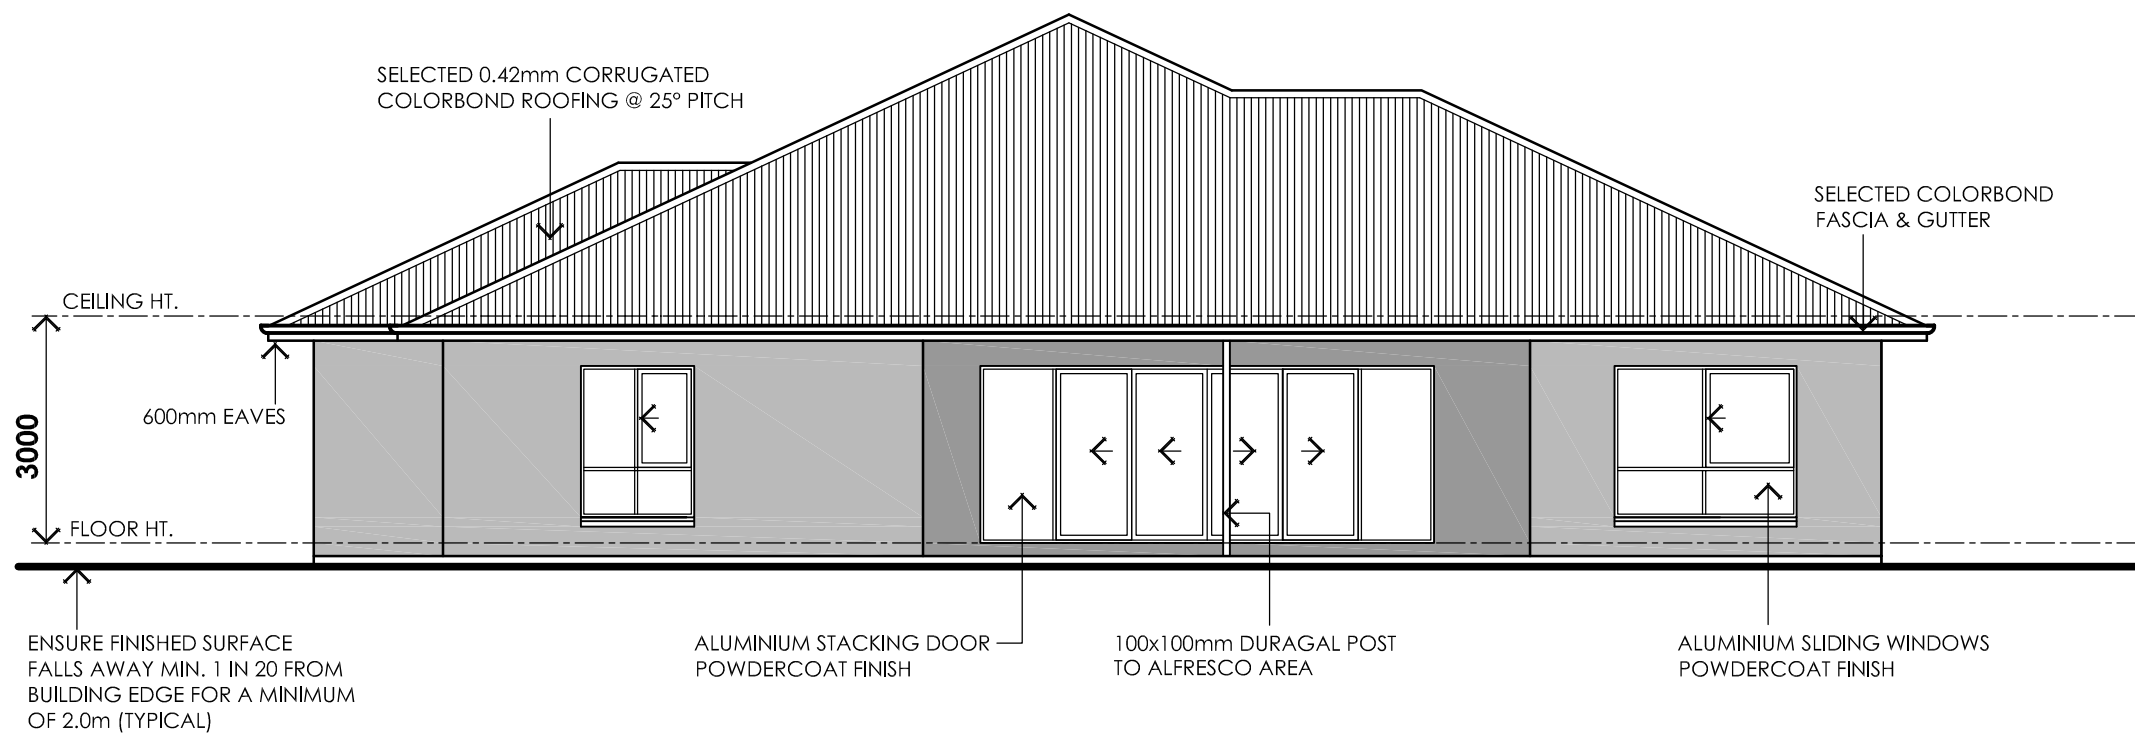 SELECTED 0.42mm CORRUGATED
COLORBOND ROOFING @ 25° PITCH
SELECTED COLORBOND
FASCIA & GUTTER
CEILING HT.
600mm EAVES
3000
FLOOR HT.
ENSURE FINISHED SURFACE
FALLS AWAY MIN. 1 IN 20 FROM
BUILDING EDGE FOR A MINIMUM
OF 2.0m (TYPICAL)
ALUMINIUM STACKING DOOR
POWDERCOAT FINISH
100x100mm DURAGAL POST
TO ALFRESCO AREA
ALUMINIUM SLIDING WINDOWS
POWDERCOAT FINISH